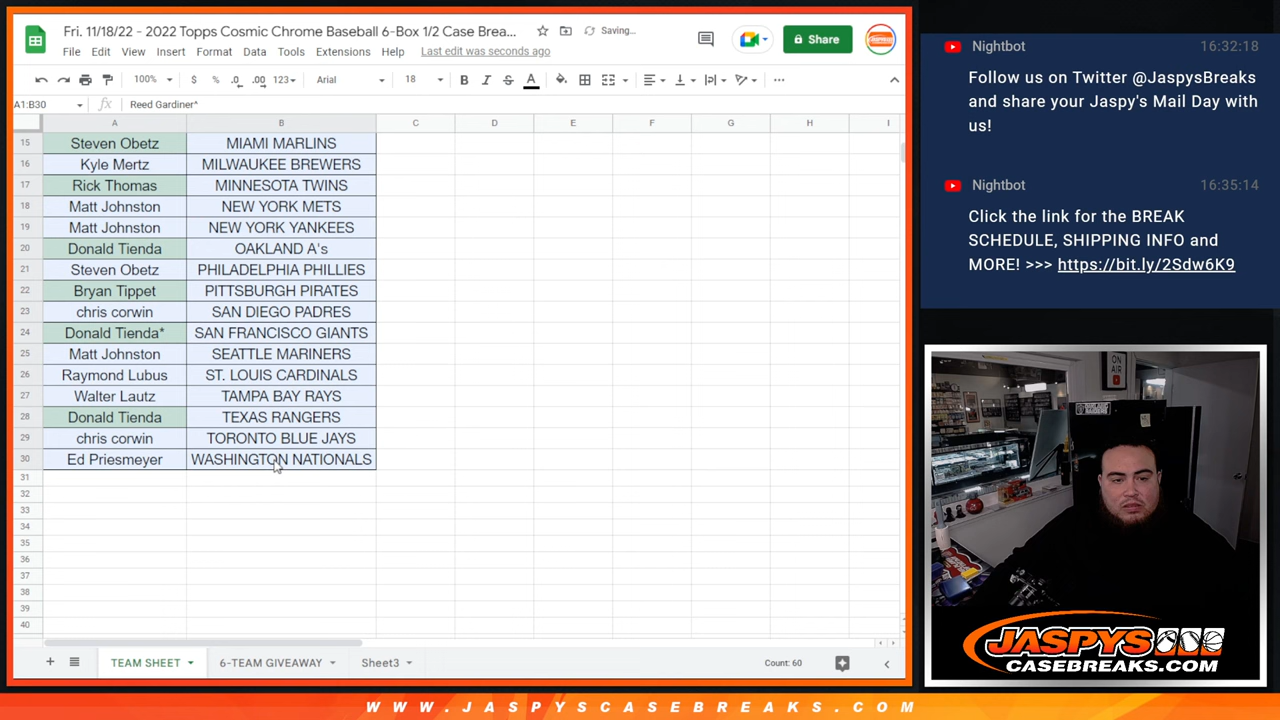 Fri. 11/18/22 - 2022 Topps Cosmic Chrome Baseball 6-Box 1/2 Case Brea...
Saving...
Share
File Edit View Insert Format Data Tools Extensions Help Last edit was seconds ago
100% $ % .0 .00 123 Arial 18 B I S A
A1:B30 fx Reed Gardiner^
A B C D E F G H I
15 Steven Obetz MIAMI MARLINS
16 Kyle Mertz MILWAUKEE BREWERS
17 Rick Thomas MINNESOTA TWINS
18 Matt Johnston NEW YORK METS
19 Matt Johnston NEW YORK YANKEES
20 Donald Tienda OAKLAND A's
21 Steven Obetz PHILADELPHIA PHILLIES
22 Bryan Tippet PITTSBURGH PIRATES
23 chris corwin SAN DIEGO PADRES
24 Donald Tienda* SAN FRANCISCO GIANTS
25 Matt Johnston SEATTLE MARINERS
26 Raymond Lubus ST. LOUIS CARDINALS
27 Walter Lautz TAMPA BAY RAYS
28 Donald Tienda TEXAS RANGERS
29 chris corwin TORONTO BLUE JAYS
30 Ed Priesmeyer WASHINGTON NATIONALS
31
32
33
34
35
36
37
38
39
40
TEAM SHEET 6-TEAM GIVEAWAY Sheet3 Count: 60
Nightbot 16:32:18
Follow us on Twitter @JaspysBreaks
and share your Jaspy's Mail Day with
us!
Nightbot 16:35:14
Click the link for the BREAK
SCHEDULE, SHIPPING INFO and
MORE! >>> https://bit.ly/2Sdw6K9
ON
AIR
JASPYS
CASEBREAKS.COM
WWW.JASPYSCASEBREAKS.COM